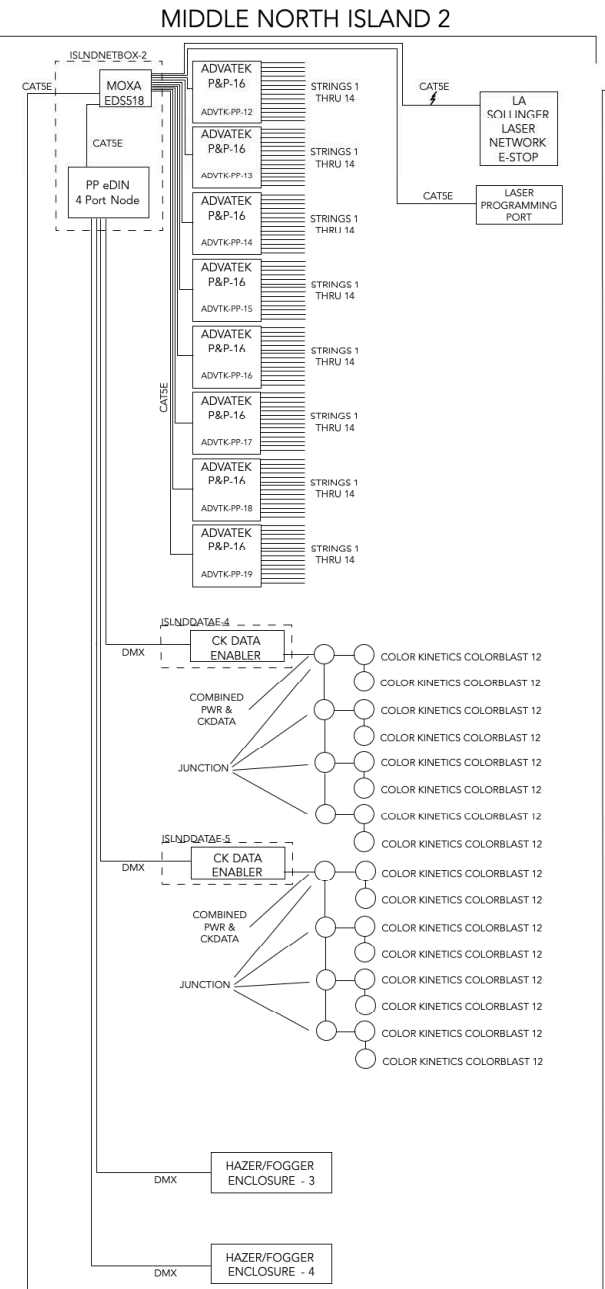 MIDDLE NORTH ISLAND 2
ISLNDNETBOX-2
CAT5E
MOXA
EDS518
CAT5E
PP eDIN
4 Port Node
ADVATEK
P&P-16
ADVTK-PP-12
STRINGS 1
THRU 14
ADVATEK
P&P-16
ADVTK-PP-13
STRINGS 1
THRU 14
ADVATEK
P&P-16
ADVTK-PP-14
STRINGS 1
THRU 14
ADVATEK
P&P-16
ADVTK-PP-15
STRINGS 1
THRU 14
ADVATEK
P&P-16
ADVTK-PP-16
STRINGS 1
THRU 14
CAT5E
ADVATEK
P&P-16
ADVTK-PP-17
STRINGS 1
THRU 14
ADVATEK
P&P-16
ADVTK-PP-18
STRINGS 1
THRU 14
ADVATEK
P&P-16
ADVTK-PP-19
STRINGS 1
THRU 14
CAT5E
LA
SOLLINGER
LASER
NETWORK
E-STOP
CAT5E
LASER
PROGRAMMING
PORT
ISLNDDATAE-4
DMX
CK DATA
ENABLER
COMBINED
PWR &
CKDATA
JUNCTION
COLOR KINETICS COLORBLAST 12
COLOR KINETICS COLORBLAST 12
COLOR KINETICS COLORBLAST 12
COLOR KINETICS COLORBLAST 12
COLOR KINETICS COLORBLAST 12
COLOR KINETICS COLORBLAST 12
COLOR KINETICS COLORBLAST 12
COLOR KINETICS COLORBLAST 12
ISLNDDATAE-5
DMX
CK DATA
ENABLER
COMBINED
PWR &
CKDATA
JUNCTION
COLOR KINETICS COLORBLAST 12
COLOR KINETICS COLORBLAST 12
COLOR KINETICS COLORBLAST 12
COLOR KINETICS COLORBLAST 12
COLOR KINETICS COLORBLAST 12
COLOR KINETICS COLORBLAST 12
COLOR KINETICS COLORBLAST 12
COLOR KINETICS COLORBLAST 12
DMX
HAZER/FOGGER
ENCLOSURE - 3
DMX
HAZER/FOGGER
ENCLOSURE - 4